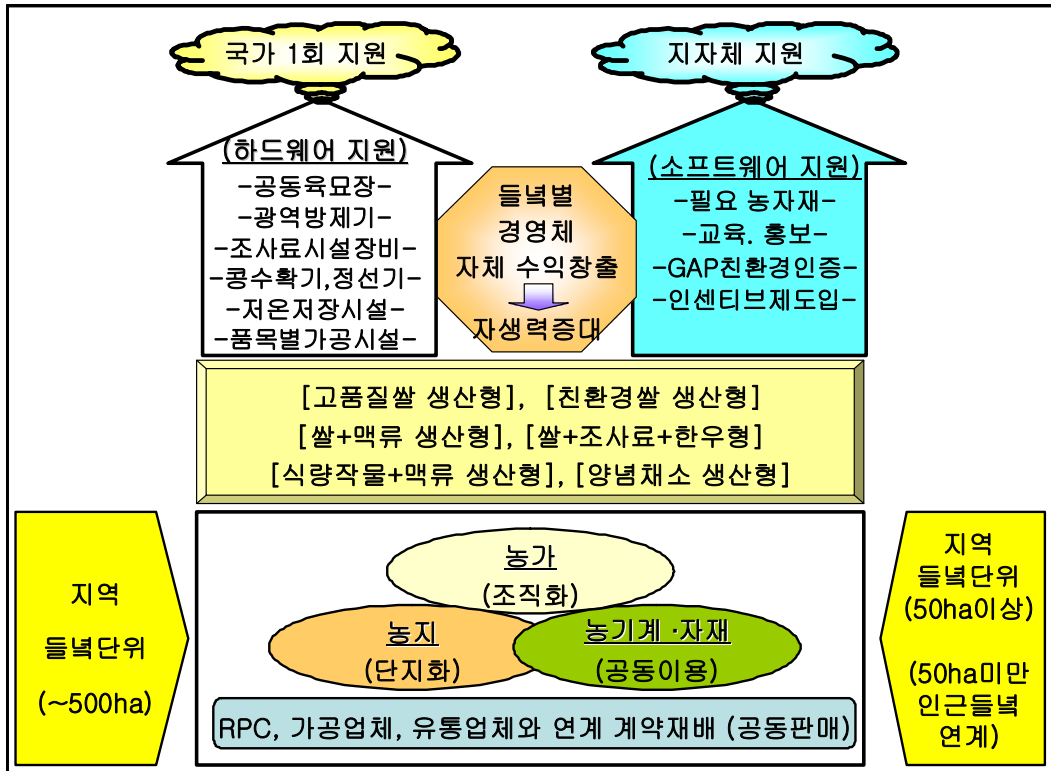 국가 1회 지원
지자체 지원
(하드웨어 지원)
-공동육묘장-
-광역방제기-
-조사료시설장비-
-콩수확기,정선기-
-저온저장시설-
-품목별가공시설-
들녘별
경영체
자체 수익창출
자생력증대
(소프트웨어 지원)
-필요 농자재-
-교육. 홍보-
-GAP친환경인증-
-인센티브제도입-
[고품질쌀 생산형], [친환경쌀 생산형]
[쌀+맥류 생산형], [쌀+조사료+한우형]
[식량작물+맥류 생산형], [양념채소 생산형]
지역
들녘단위
(~500ha)
농가
(조직화)
농지
(단지화)
농기계 ·자재
(공동이용)
RPC, 가공업체, 유통업체와 연계 계약재배 (공동판매)
지역
들녘단위
(50ha이상)
(50ha미만
인근들녘
연계)